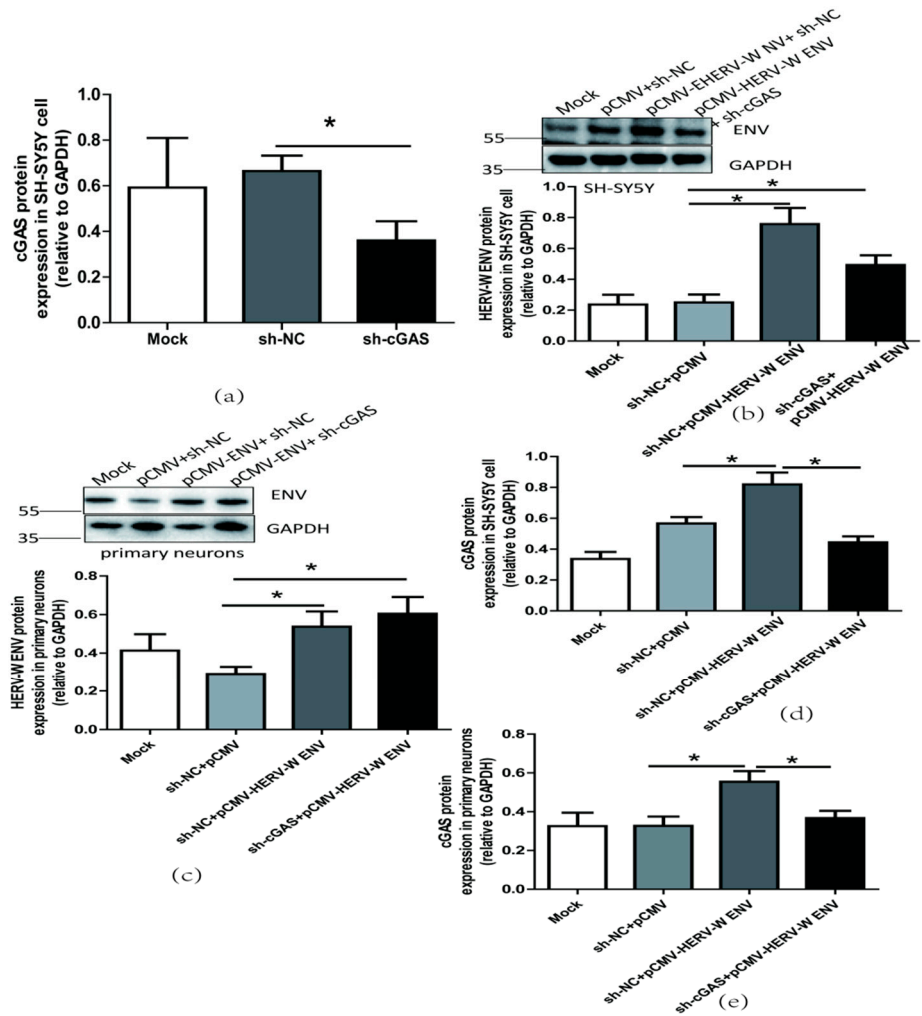 cGAS protein
expression in SH-SY5Y cell
(relative to GAPDH)
0.0
0.2
0.4
0.6
0.8
1.0
*
Mock
sh-NC
sh-cGAS
(a)
Mock
pCMV+sh-NC
pCMV-EHERV-W NV+ sh-NC
pCMV-HERV-W ENV
+ sh-cGAS
55
35
ENV
GAPDH
SH-SY5Y
HERV-W ENV protein
expression in SH-SY5Y cell
(relative to GAPDH)
0.0
0.2
0.4
0.6
0.8
1.0
*
*
Mock
sh-NC+pCMV
sh-NC+pCMV-HERV-W ENV
sh-cGAS+
pCMV-HERV-W ENV
(b)
Mock
pCMV+sh-NC
pCMV-ENV+ sh-NC
pCMV-ENV+ sh-cGAS
55
35
ENV
GAPDH
primary neurons
HERV-W ENV protein
expression in primary neurons
(relative to GAPDH)
0.0
0.2
0.4
0.6
0.8
*
*
Mock
sh-NC+pCMV
sh-NC+pCMV-HERV-W ENV
sh-cGAS+pCMV-HERV-W ENV
(c)
cGAS protein
expression in SH-SY5Y cell
(relative to GAPDH)
0.0
0.2
0.4
0.6
0.8
1.0
*
*
Mock
sh-NC+pCMV
sh-NC+pCMV-HERV-W ENV
sh-cGAS+pCMV-HERV-W ENV
(d)
cGAS protein
expression in primary neurons
(relative to GAPDH)
0.0
0.2
0.4
0.6
0.8
*
*
Mock
sh-NC+pCMV
sh-NC+pCMV-HERV-W ENV
sh-cGAS+pCMV-HERV-W ENV
(e)